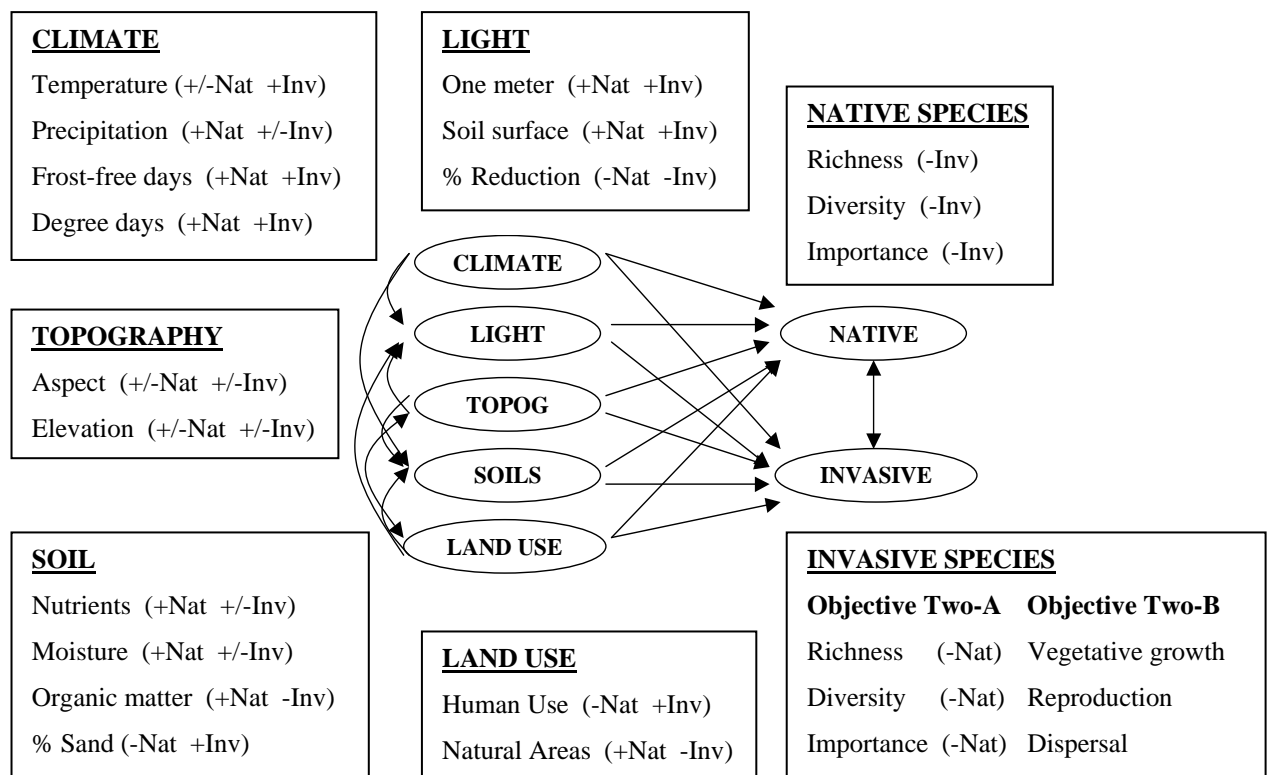 CLIMATE
Temperature (+/-Nat +Inv)
Precipitation (+Nat +/-Inv)
Frost-free days (+Nat +Inv)
Degree days (+Nat +Inv)
LIGHT
One meter (+Nat +Inv)
Soil surface (+Nat +Inv)
% Reduction (-Nat -Inv)
NATIVE SPECIES
Richness (-Inv)
Diversity (-Inv)
Importance (-Inv)
TOPOGRAPHY
Aspect (+/-Nat +/-Inv)
Elevation (+/-Nat +/-Inv)
CLIMATE
LIGHT
TOPOG
SOILS
LAND USE
NATIVE
INVASIVE
SOIL
Nutrients (+Nat +/-Inv)
Moisture (+Nat +/-Inv)
Organic matter (+Nat -Inv)
% Sand (-Nat +Inv)
LAND USE
Human Use (-Nat +Inv)
Natural Areas (+Nat -Inv)
INVASIVE SPECIES
Objective Two-A Objective Two-B
Richness (-Nat) Vegetative growth
Diversity (-Nat) Reproduction
Importance (-Nat) Dispersal